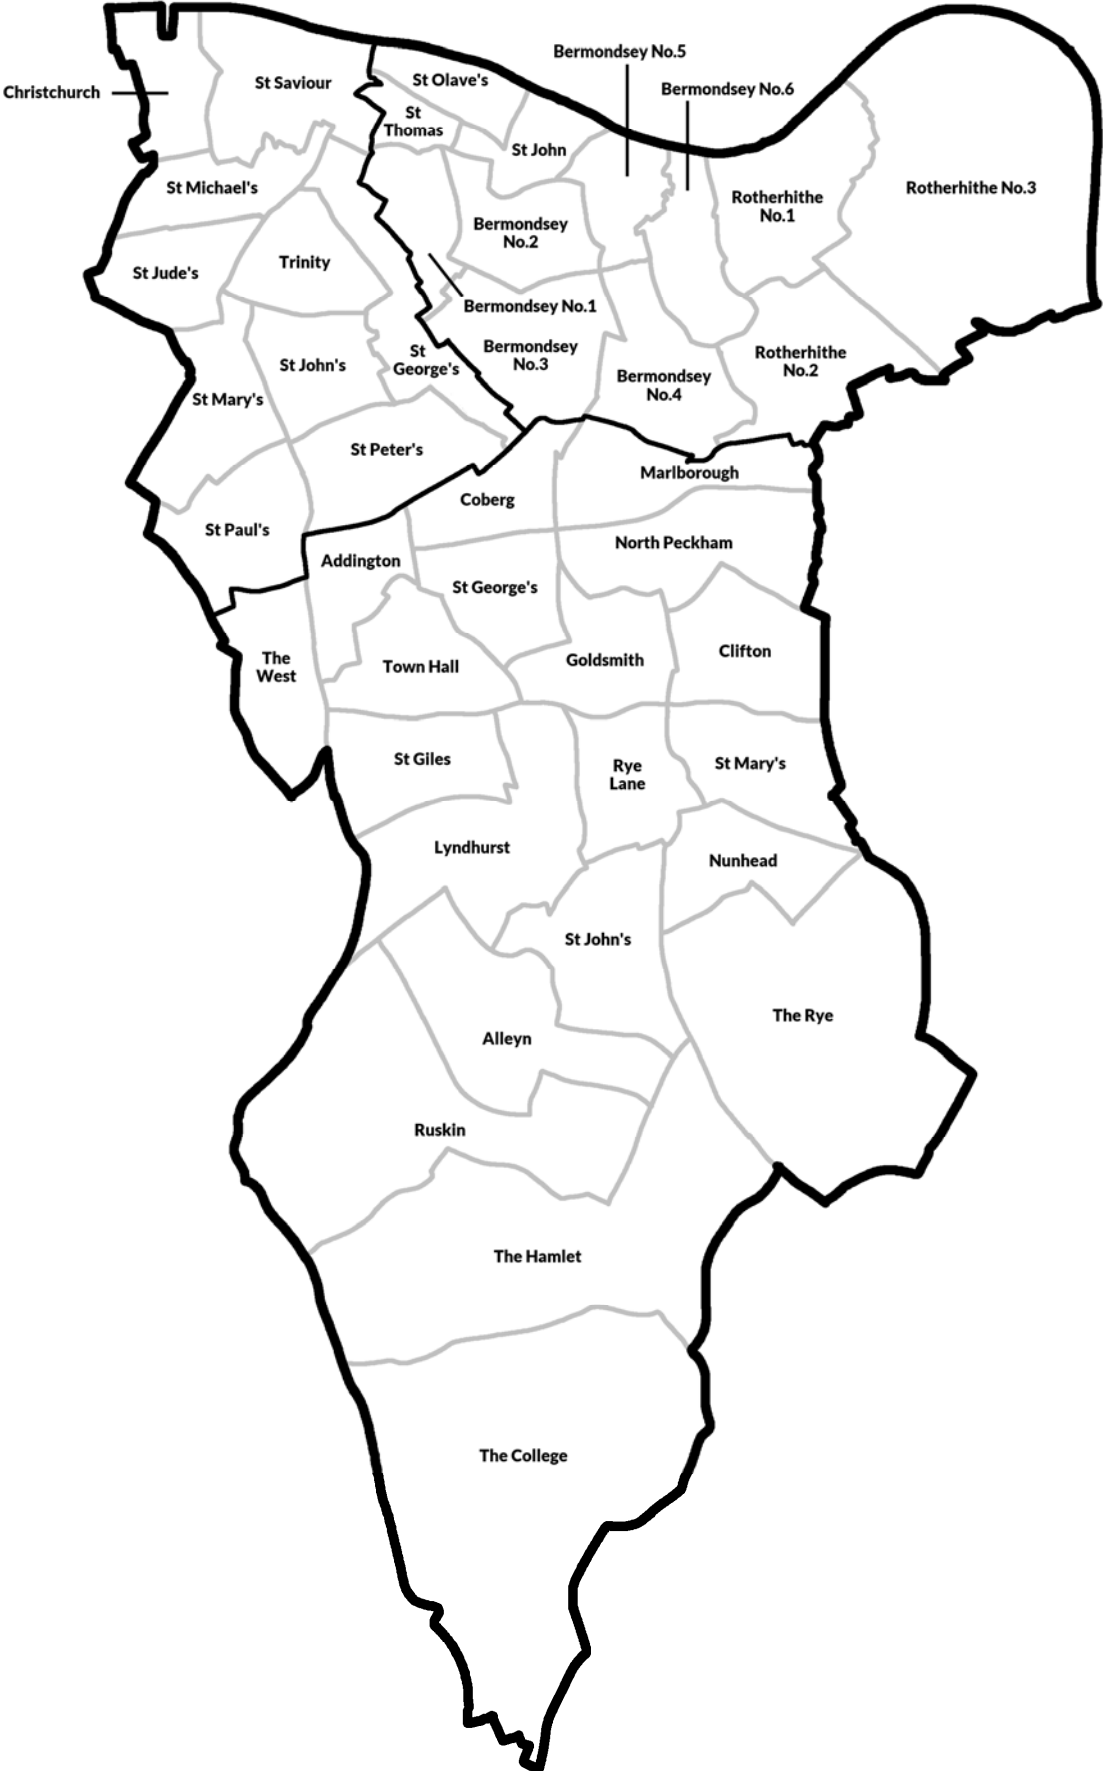 Bermondsey No.5
St Olave's
St Saviour
Bermondsey No.6
Christchurch
St
Thomas
St John
St Michael's
Rotherhithe No.3
Rotherhithe
No.1
Bermondsey
No.2
Trinity
St Jude's
Bermondsey No.1
Bermondsey
No.3
St
George's
Rotherhithe
No.2
St John's
Bermondsey
No.4
St Mary's
St Peter's
Marlborough
Coberg
St Paul's
North Peckham
Addington
St George's
Clifton
Goldsmith
The
West
Town Hall
St Giles
Rye
Lane
St Mary's
Lyndhurst
Nunhead
St John's
The Rye
Alleyn
Ruskin
The Hamlet
The College